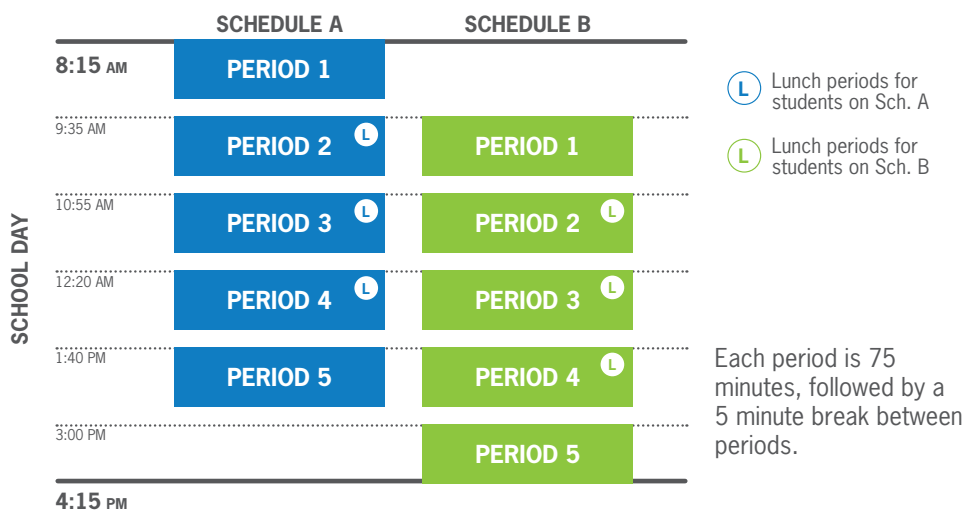 SCHEDULE A
SCHEDULE B
8:15 AM
PERIOD 1
L
Lunch periods for
students on Sch. A
9:35 AM
PERIOD 2
L
PERIOD 1
L
Lunch periods for
students on Sch. B
10:55 AM
PERIOD 3
L
PERIOD 2
L
SCHOOL DAY
12:20 AM
PERIOD 4
L
PERIOD 3
L
1:40 PM
PERIOD 5
PERIOD 4
L
Each period is 75
minutes, followed by a
5 minute break between
periods.
3:00 PM
PERIOD 5
4:15 PM